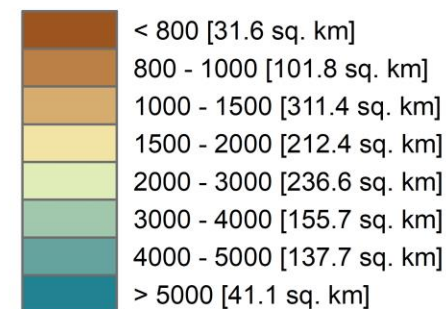 < 800 [31.6 sq. km]
800 - 1000 [101.8 sq. km]
1000 - 1500 [311.4 sq. km]
1500 - 2000 [212.4 sq. km]
2000 - 3000 [236.6 sq. km]
3000 - 4000 [155.7 sq. km]
4000 - 5000 [137.7 sq. km]
> 5000 [41.1 sq. km]